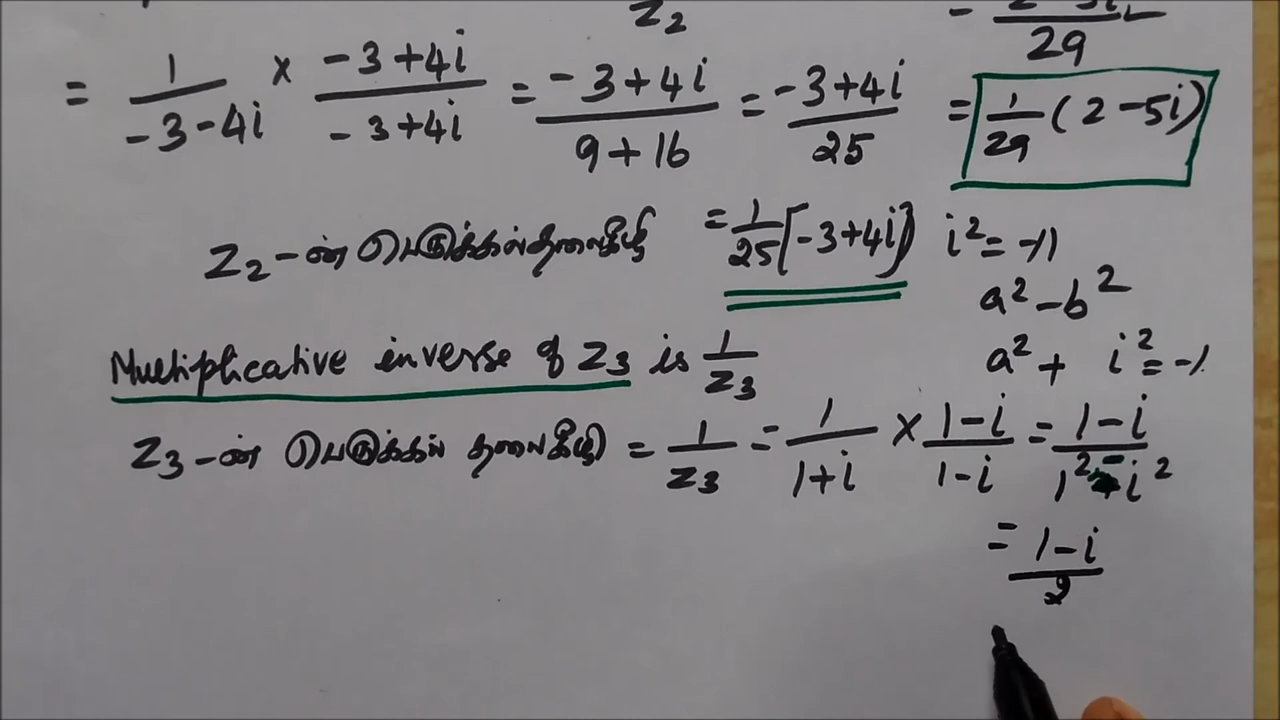 z₂
29
= 1/(-3-4i) × (-3+4i)/(-3+4i) = (-3+4i)/(9+16) = (-3+4i)/25
= 1/29 (2-5i)
z₂-ன் பெருக்கல் தலைகீழி = 1/25 [-3+4i]
i² = -1
a² - b²
Multiplicative inverse of z₃ is 1/z₃
a² + i² = -1
z₃-ன் பெருக்கல் தலைகீழி = 1/z₃ = 1/(1+i) × (1-i)/(1-i) = (1-i)/(1² - i²)
= (1-i)/2